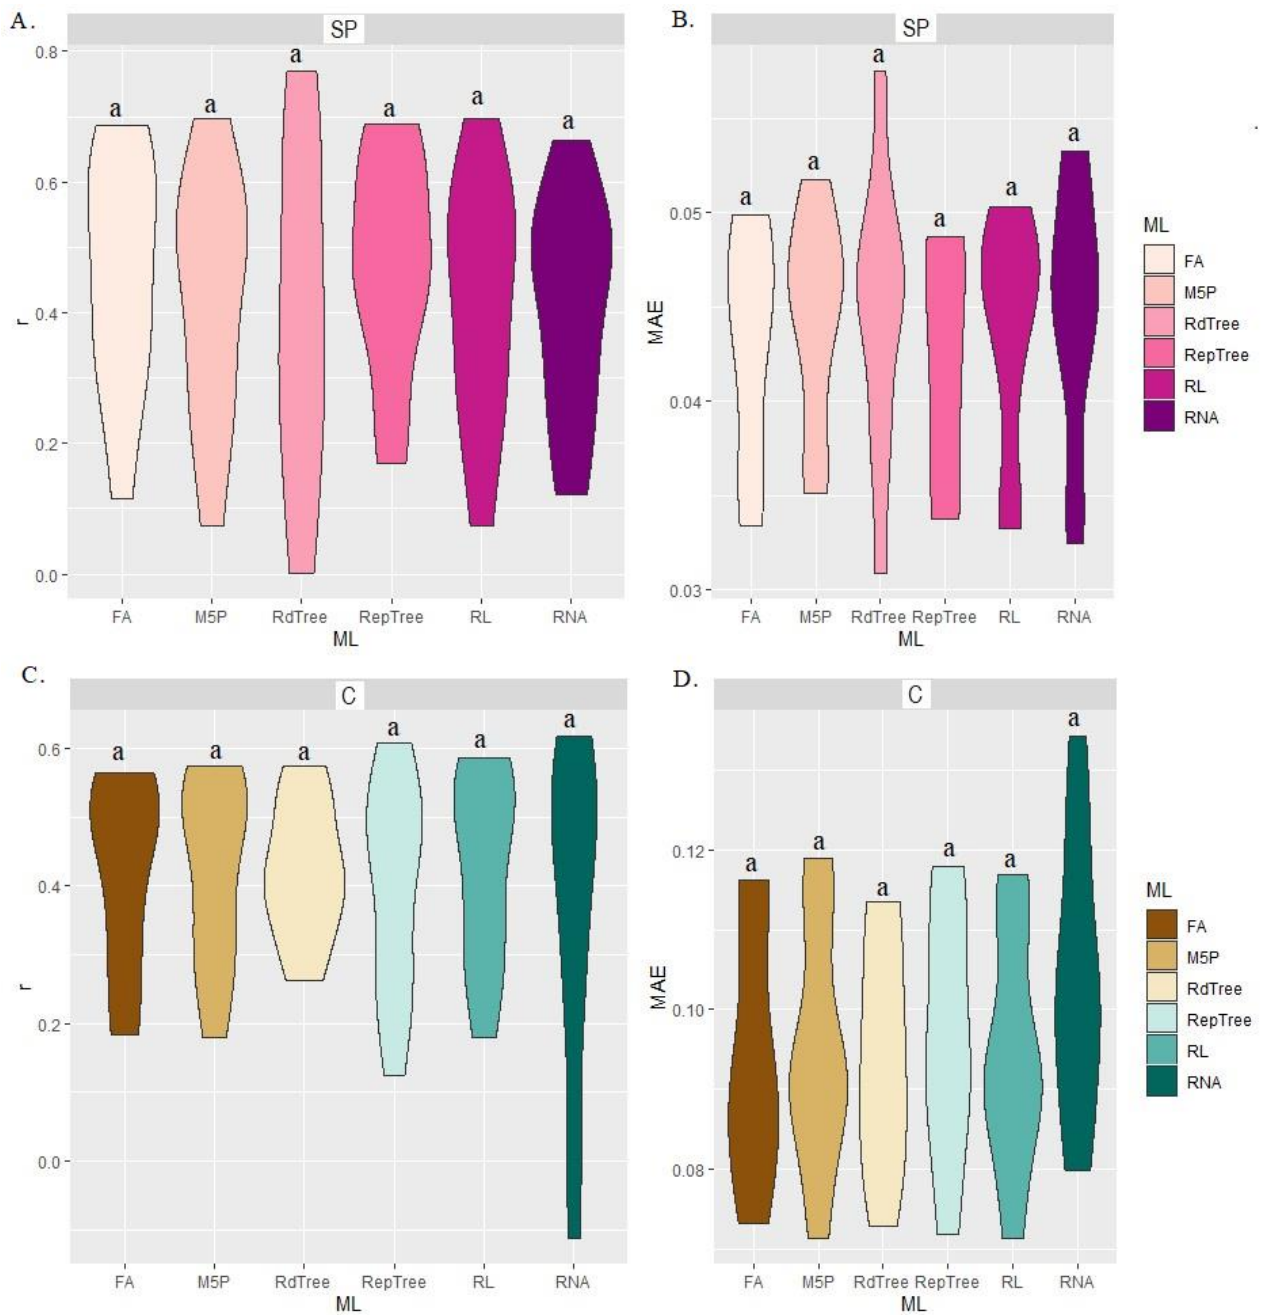 A.
SP
r
0.8
0.6
0.4
0.2
0.0
a a a a a a
FA M5P RdTree RepTree RL RNA
ML
B.
SP
MAE
0.05
0.04
0.03
a a a a a a
FA M5P RdTree RepTree RL RNA
ML
ML
FA
M5P
RdTree
RepTree
RL
RNA
C.
C
r
0.6
0.4
0.2
0.0
a a a a a a
FA M5P RdTree RepTree RL RNA
ML
D.
C
MAE
0.12
0.10
0.08
a a a a a a
FA M5P RdTree RepTree RL RNA
ML
ML
FA
M5P
RdTree
RepTree
RL
RNA